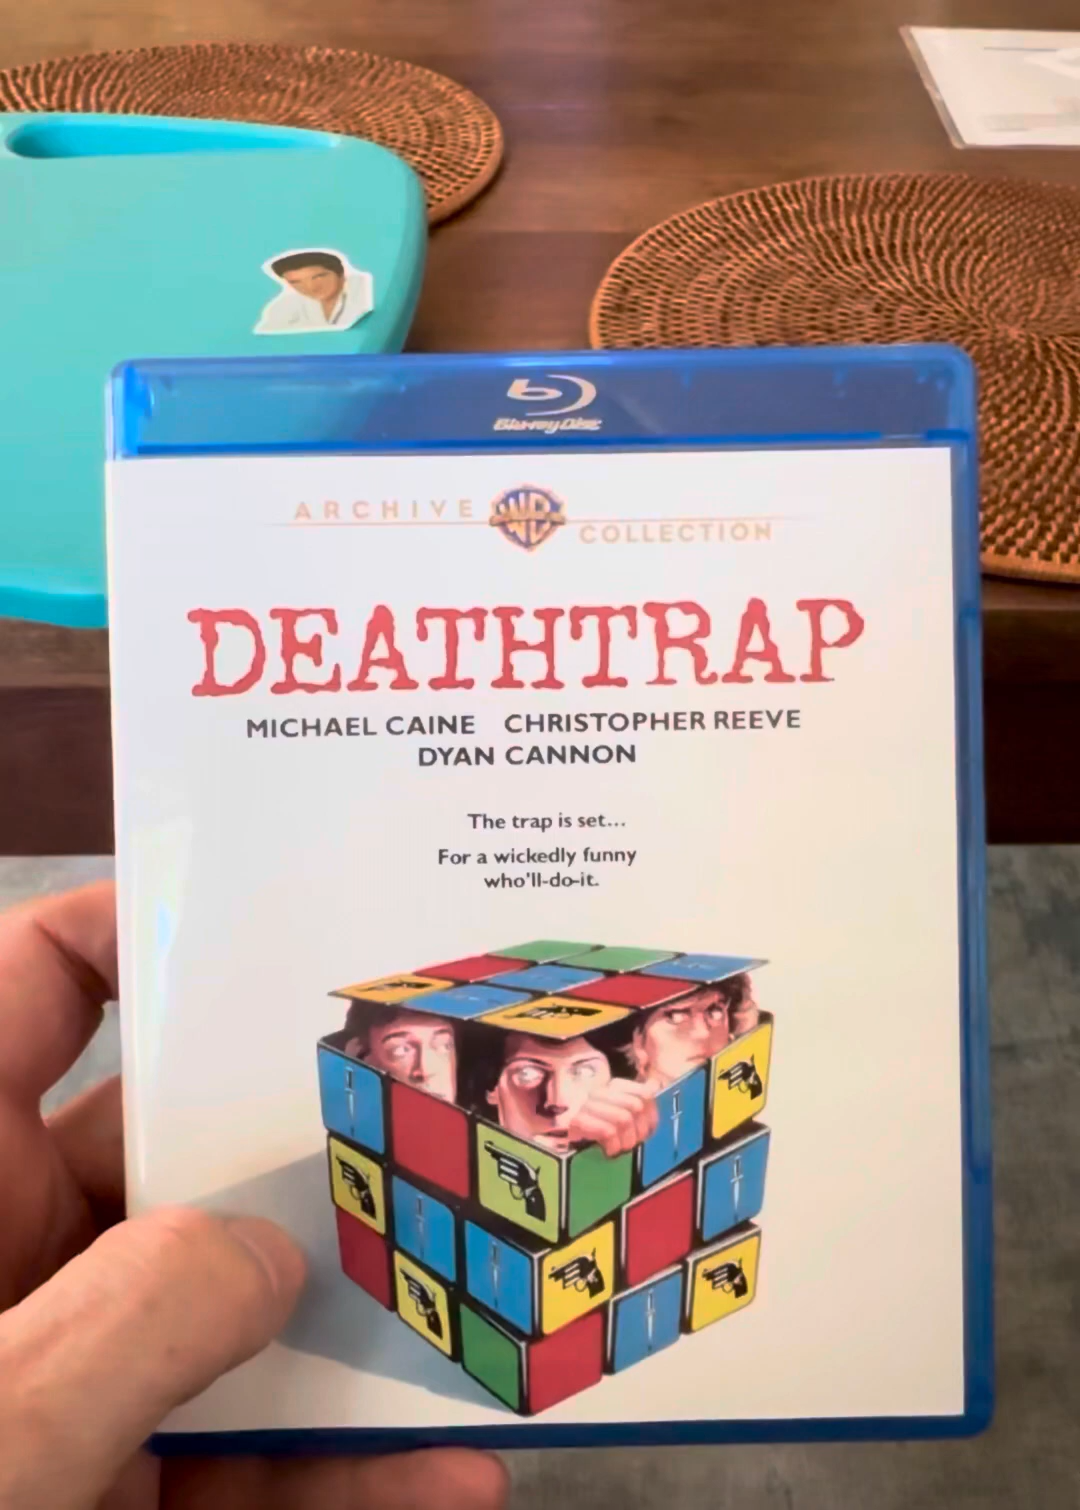 Blu-ray Disc
ARCHIVE WB COLLECTION
DEATHTRAP
MICHAEL CAINE CHRISTOPHER REEVE
DYAN CANNON
The trap is set...
For a wickedly funny
who'll-do-it.